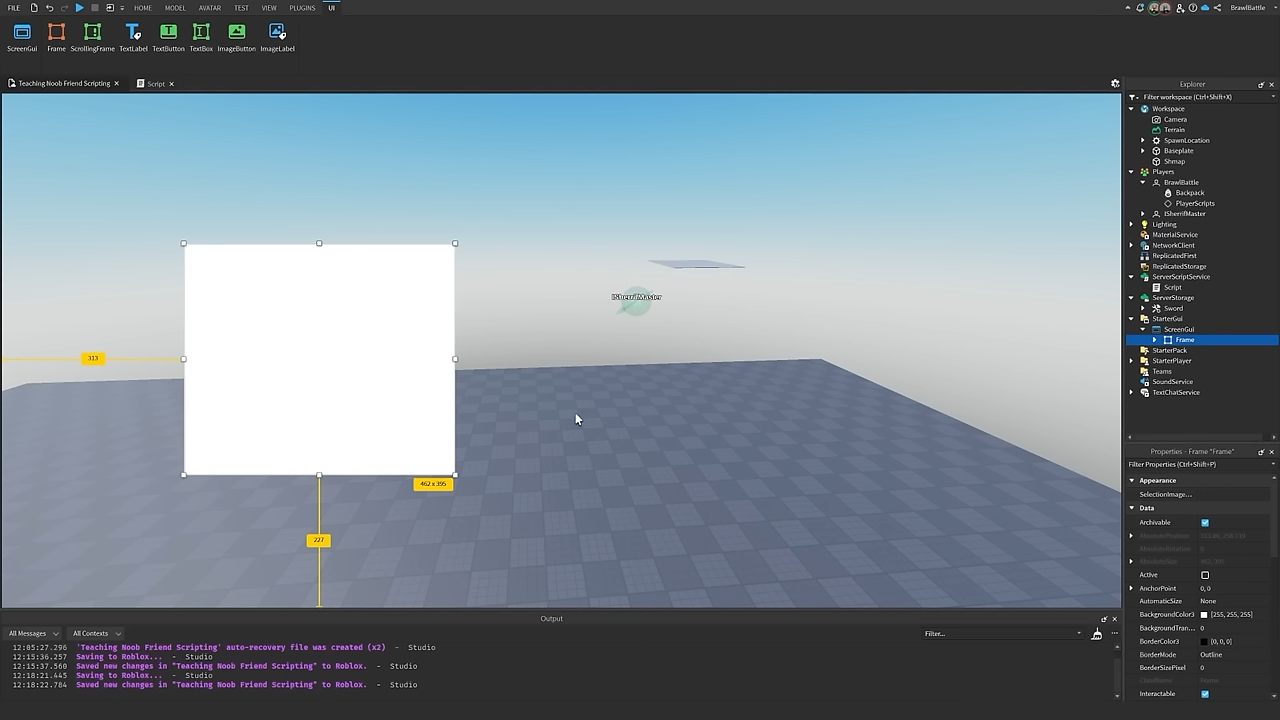 FILE HOME MODEL AVATAR TEST VIEW PLUGINS UI BrawlBattle
ScreenGui Frame ScrollingFrame TextLabel TextButton TextBox ImageButton ImageLabel
Teaching Noob Friend Scripting Script
Explorer
Filter workspace (Ctrl+Shift+X)
Workspace
Camera
Terrain
SpawnLocation
Baseplate
Shmap
Players
BrawlBattle
Backpack
PlayerScripts
ISherrifMaster
Lighting
MaterialService
NetworkClient
ReplicatedFirst
ReplicatedStorage
ServerScriptService
Script
ServerStorage
Sword
StarterGui
ScreenGui
Frame
StarterPack
StarterPlayer
Teams
SoundService
TextChatService
ISherrifMaster
313
462 x 395
227
Properties - Frame "Frame"
Filter Properties (Ctrl+Shift+P)
Appearance
SelectionImage...
Data
Archivable
AbsolutePosition
AbsoluteRotation 0
AbsoluteSize
Active
AnchorPoint 0, 0
AutomaticSize None
BackgroundColor3 [255, 255, 255]
BackgroundTran... 0
BorderColor3 [0, 0, 0]
BorderMode Outline
BorderSizePixel 0
ClassName Frame
Interactable
Output
All Messages All Contexts Filter...
12:05:27.296 'Teaching Noob Friend Scripting' auto-recovery file was created (x2) - Studio
12:15:36.257 Saving to Roblox... - Studio
12:15:37.560 Saved new changes in "Teaching Noob Friend Scripting" to Roblox. - Studio
12:18:21.445 Saving to Roblox... - Studio
12:18:22.784 Saved new changes in "Teaching Noob Friend Scripting" to Roblox. - Studio